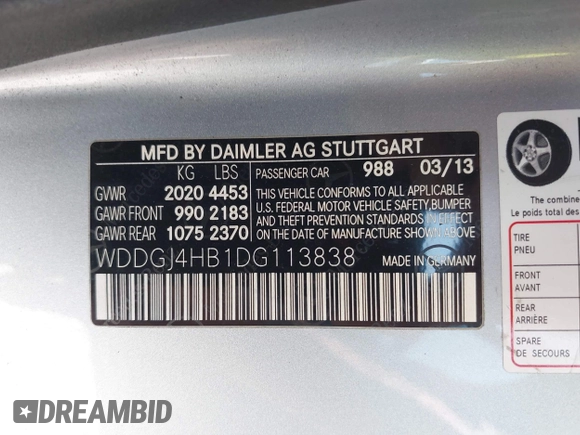 MFD BY DAIMLER AG STUTTGART
KG LBS PASSENGER CAR 988 03/13
GVWR 2020 4453
GAWR FRONT 990 2183
GAWR REAR 1075 2370
THIS VEHICLE CONFORMS TO ALL APPLICABLE
U.S. FEDERAL MOTOR VEHICLE SAFETY,BUMPER,
AND THEFT PREVENTION STANDARDS IN EFFECT
ON THE DATE OF MANUFACTURE SHOWN ABOVE.
WDDGJ4HB1DG113838
MADE IN GERMANY
The combine
Le poids total des
TIRE
PNEU
FRONT
AVANT
REAR
ARRIÈRE
SPARE
DE SECOURS
DREAMBID